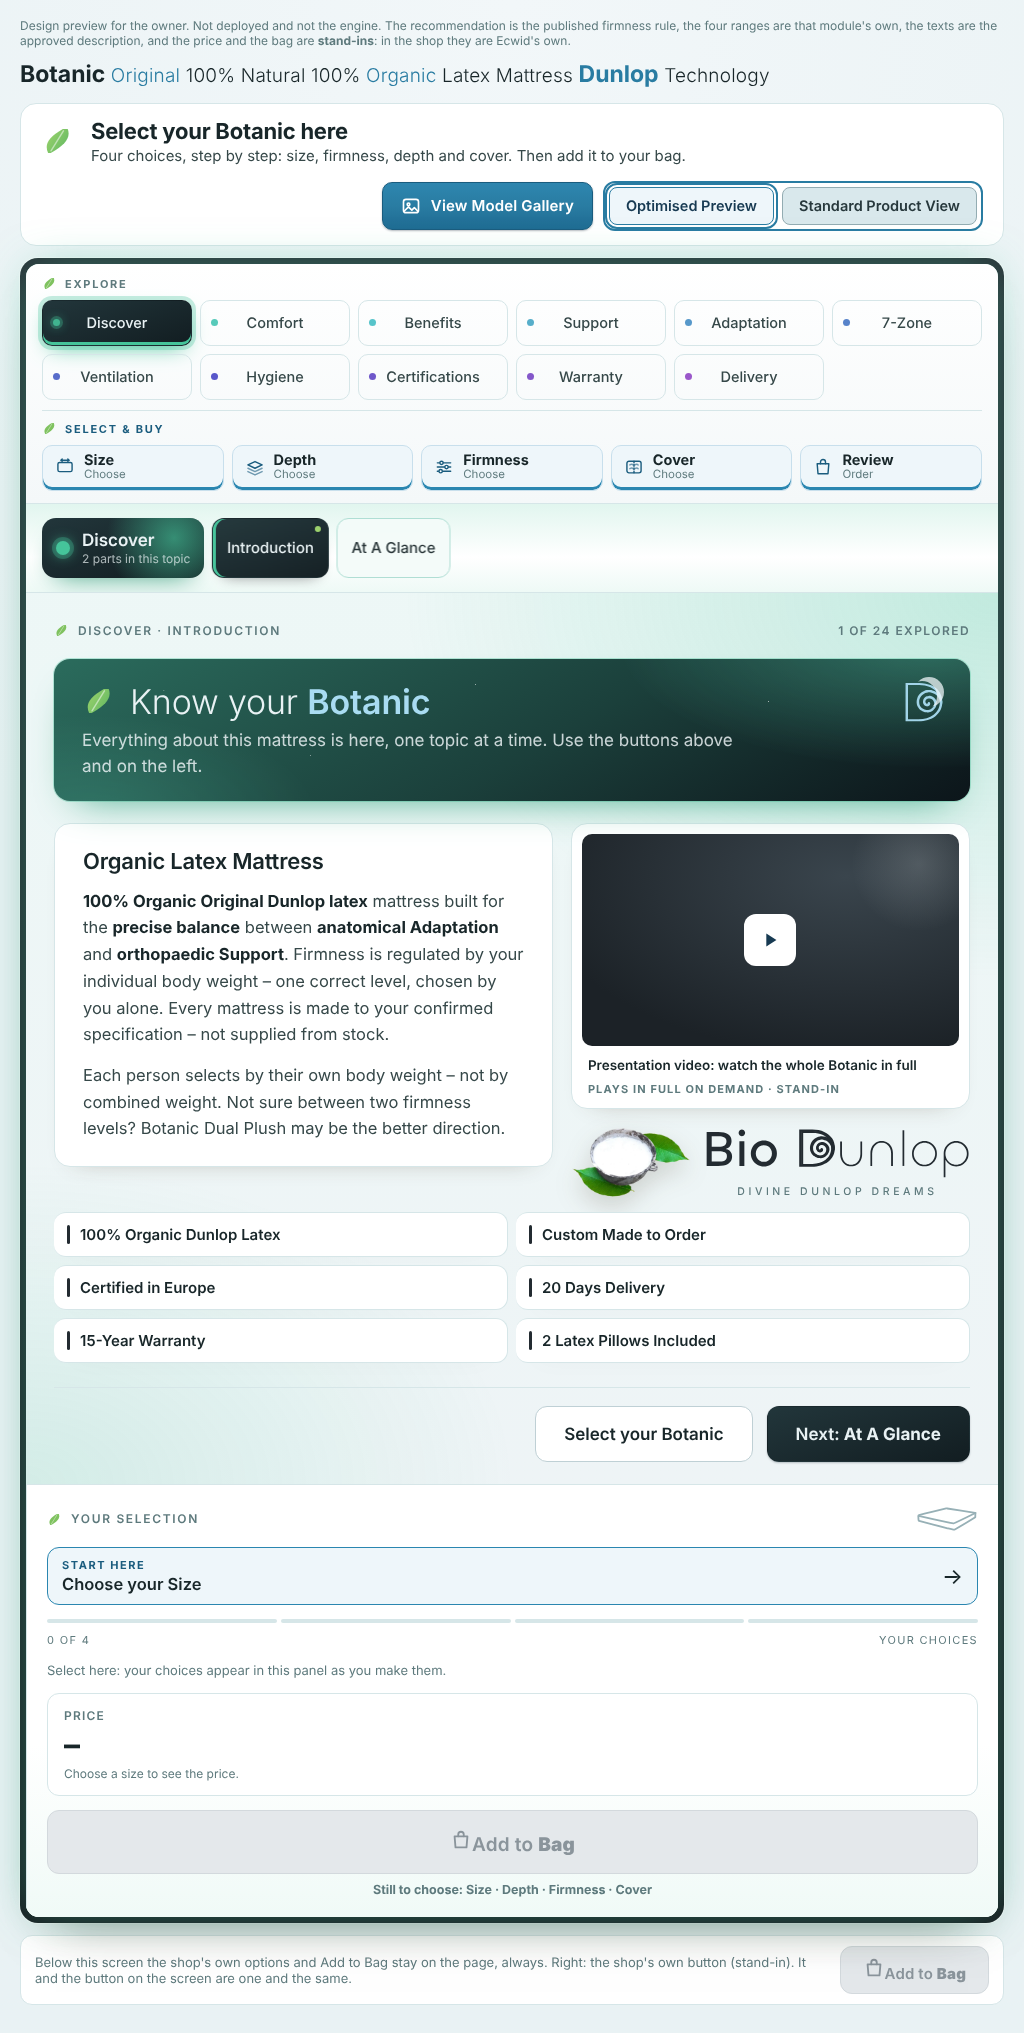 Design preview for the owner. Not deployed and not the engine. The recommendation is the published firmness rule, the four ranges are that module's own, the texts are the
approved description, and the price and the bag are stand-ins: in the shop they are Ecwid's own.
Botanic Original 100% Natural 100% Organic Latex Mattress Dunlop Technology
Select your Botanic here
Four choices, step by step: size, firmness, depth and cover. Then add it to your bag.
View Model Gallery
Optimised Preview
Standard Product View
EXPLORE
Discover
Comfort
Benefits
Support
Adaptation
7-Zone
Ventilation
Hygiene
Certifications
Warranty
Delivery
SELECT & BUY
Size
Choose
Depth
Choose
Firmness
Choose
Cover
Choose
Review
Order
Discover
2 parts in this topic
Introduction
At A Glance
DISCOVER · INTRODUCTION
1 OF 24 EXPLORED
Know your Botanic
Everything about this mattress is here, one topic at a time. Use the buttons above
and on the left.
Organic Latex Mattress
100% Organic Original Dunlop latex mattress built for
the precise balance between anatomical Adaptation
and orthopaedic Support. Firmness is regulated by your
individual body weight – one correct level, chosen by
you alone. Every mattress is made to your confirmed
specification – not supplied from stock.
Each person selects by their own body weight – not by
combined weight. Not sure between two firmness
levels? Botanic Dual Plush may be the better direction.
Presentation video: watch the whole Botanic in full
PLAYS IN FULL ON DEMAND · STAND-IN
Bio Dunlop
DIVINE DUNLOP DREAMS
100% Organic Dunlop Latex
Custom Made to Order
Certified in Europe
20 Days Delivery
15-Year Warranty
2 Latex Pillows Included
Select your Botanic
Next: At A Glance
YOUR SELECTION
START HERE
Choose your Size
0 OF 4
YOUR CHOICES
Select here: your choices appear in this panel as you make them.
PRICE
–
Choose a size to see the price.
Add to Bag
Still to choose: Size · Depth · Firmness · Cover
Below this screen the shop's own options and Add to Bag stay on the page, always. Right: the shop's own button (stand-in). It
and the button on the screen are one and the same.
Add to Bag